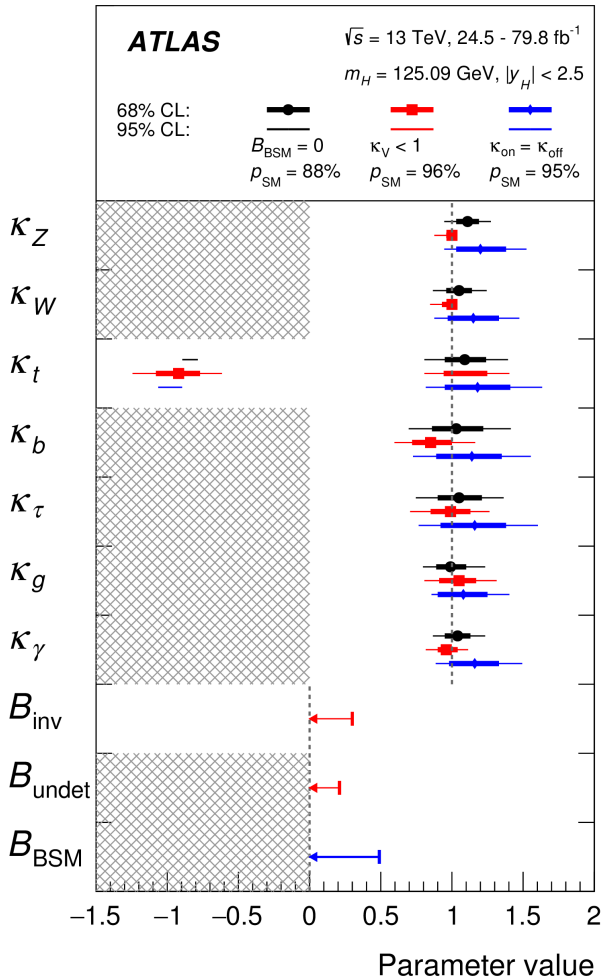 ATLAS
√s = 13 TeV, 24.5 - 79.8 fb⁻¹
m_H = 125.09 GeV, |y_H| < 2.5
68% CL:
95% CL:
B_BSM = 0 κ_V < 1 κ_on = κ_off
p_SM = 88% p_SM = 96% p_SM = 95%
κ_Z
κ_W
κ_t
κ_b
κ_τ
κ_g
κ_γ
B_inv
B_undet
B_BSM
−1.5 −1 −0.5 0 0.5 1 1.5 2
Parameter value